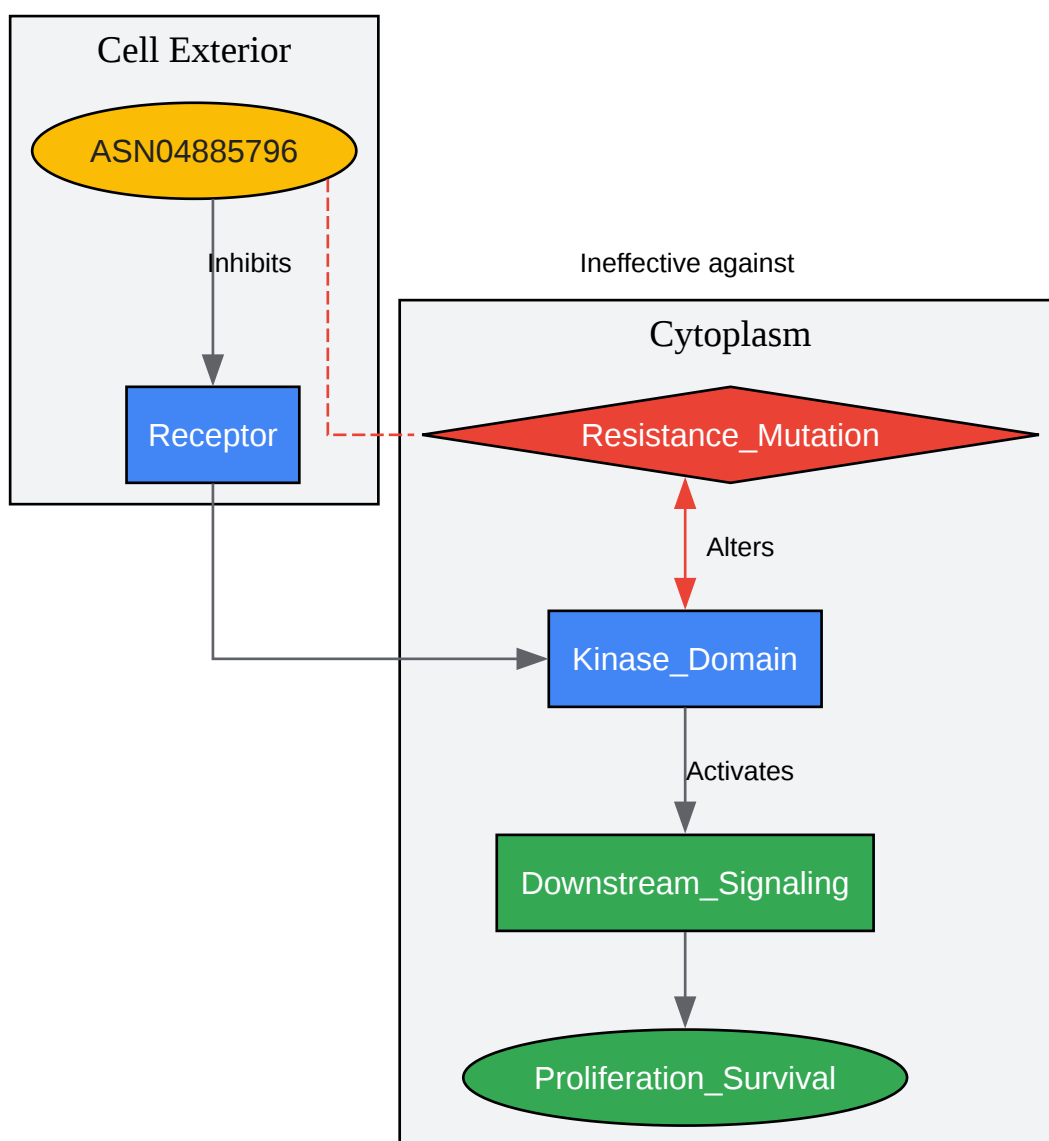 Cell Exterior
ASN04885796
Inhibits
Ineffective against
Cytoplasm
Receptor
Resistance_Mutation
Alters
Kinase_Domain
Activates
Downstream_Signaling
Proliferation_Survival